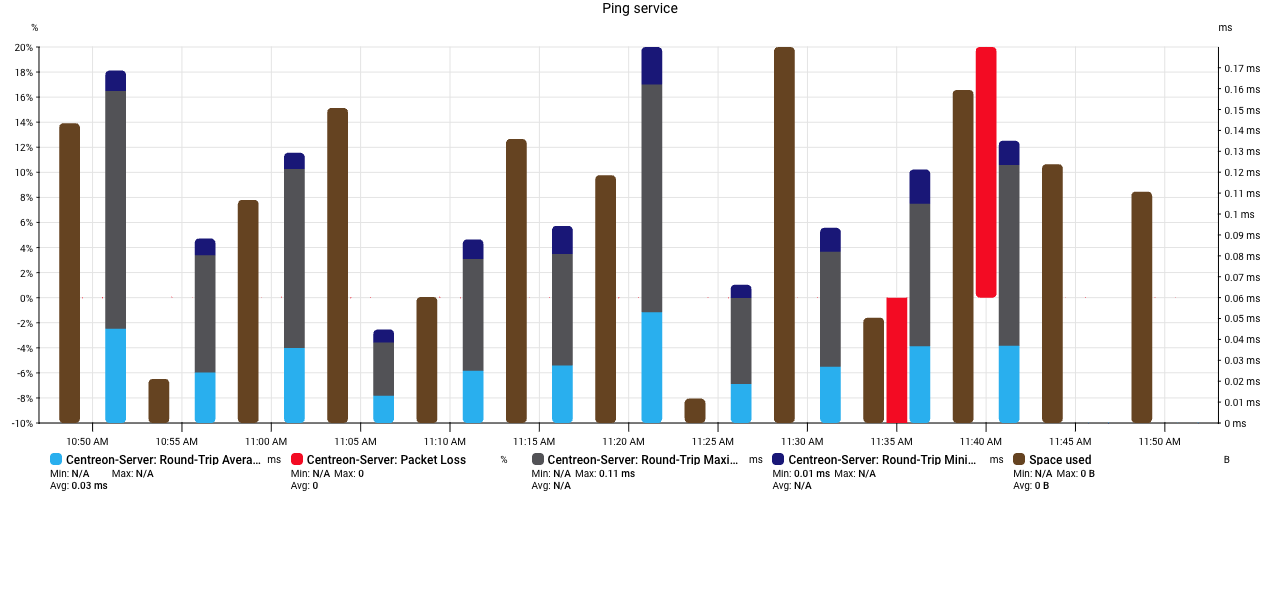 Ping service
%
ms
20%
18%
16%
14%
12%
10%
8%
6%
4%
2%
0%
-2%
-4%
-6%
-8%
-10%
0.17 ms
0.16 ms
0.15 ms
0.14 ms
0.13 ms
0.12 ms
0.11 ms
0.1 ms
0.09 ms
0.08 ms
0.07 ms
0.06 ms
0.05 ms
0.04 ms
0.03 ms
0.02 ms
0.01 ms
0 ms
10:50 AM 10:55 AM 11:00 AM 11:05 AM 11:10 AM 11:15 AM 11:20 AM 11:25 AM 11:30 AM 11:35 AM 11:40 AM 11:45 AM 11:50 AM
Centreon-Server: Round-Trip Avera... ms
Min: N/A Max: N/A
Avg: 0.03 ms
Centreon-Server: Packet Loss %
Min: N/A Max: 0
Avg: 0
Centreon-Server: Round-Trip Maxi... ms
Min: N/A Max: 0.11 ms
Avg: N/A
Centreon-Server: Round-Trip Mini... ms
Min: 0.01 ms Max: N/A
Avg: N/A
Space used B
Min: N/A Max: 0 B
Avg: 0 B